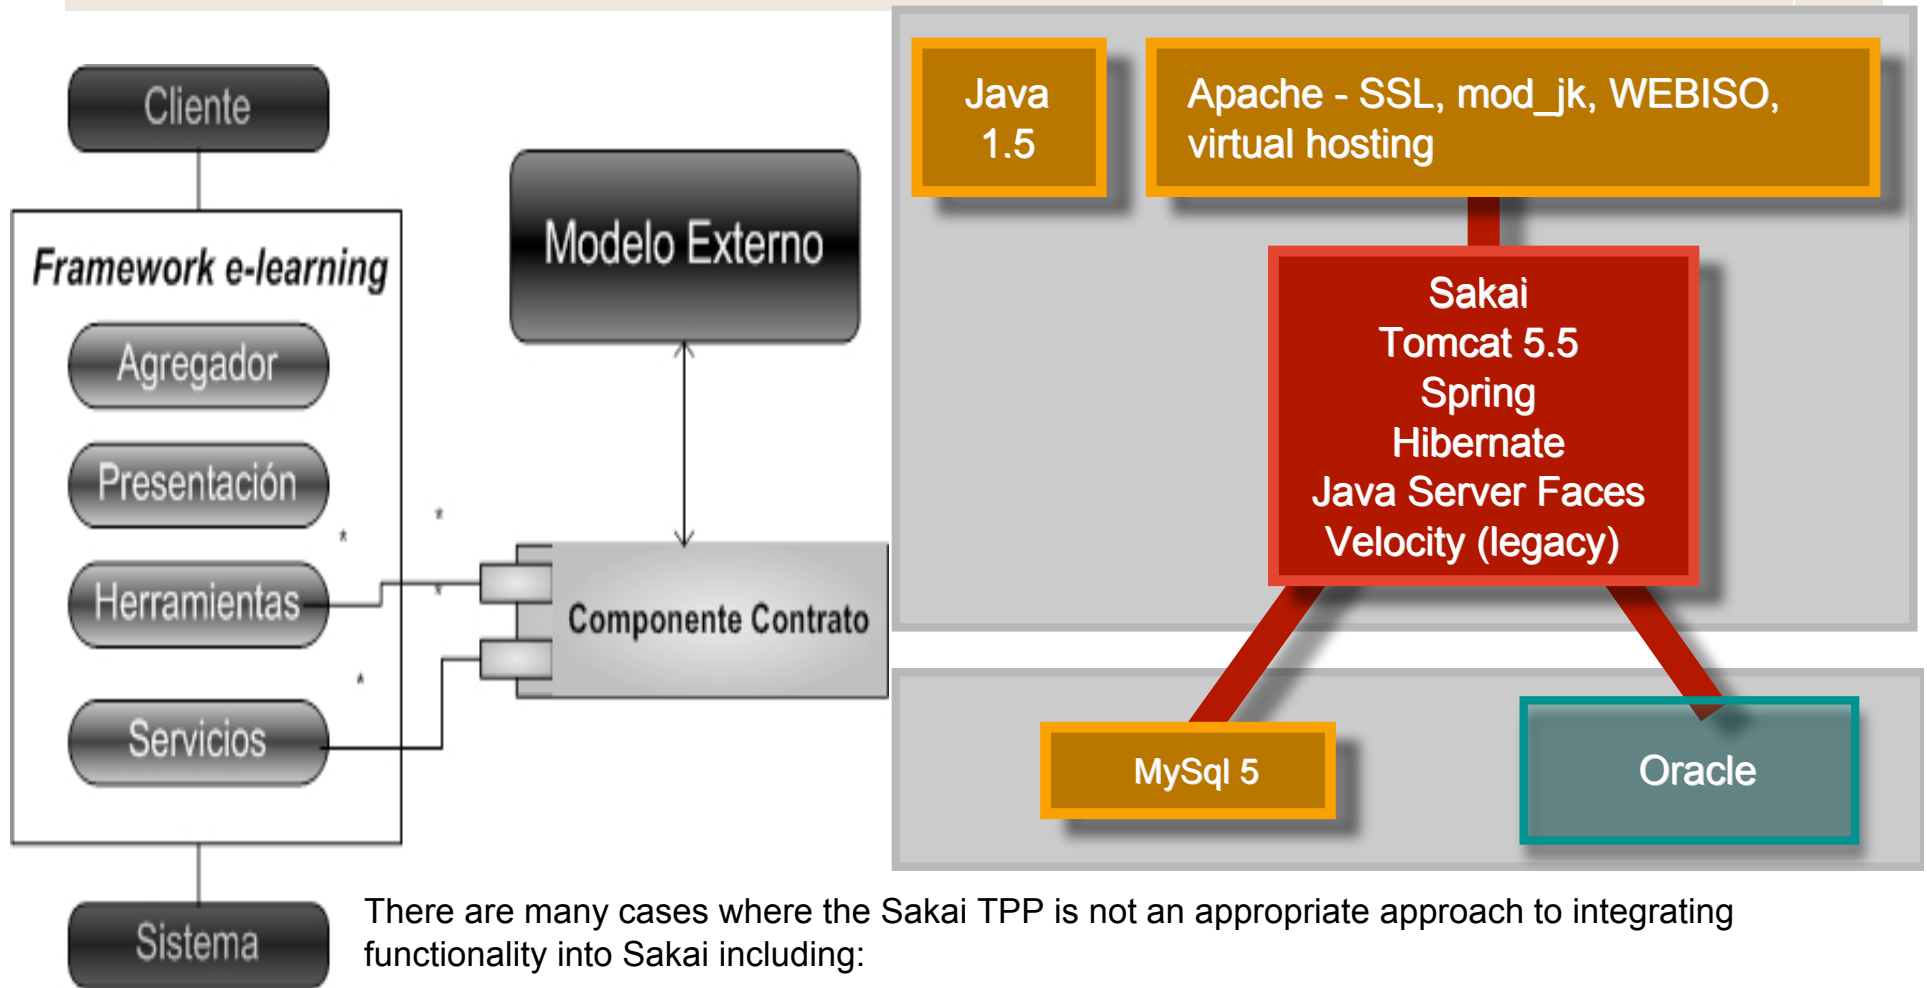 Cliente
Framework e-learning
Agregador
Presentación
*
Herramientas
*
Servicios
Sistema
Modelo Externo
*
*
Componente Contrato
Java
1.5
Apache - SSL, mod_jk, WEBISO,
virtual hosting
Sakai
Tomcat 5.5
Spring
Hibernate
Java Server Faces
Velocity (legacy)
MySql 5
Oracle
There are many cases where the Sakai TPP is not an appropriate approach to integrating
functionality into Sakai including: